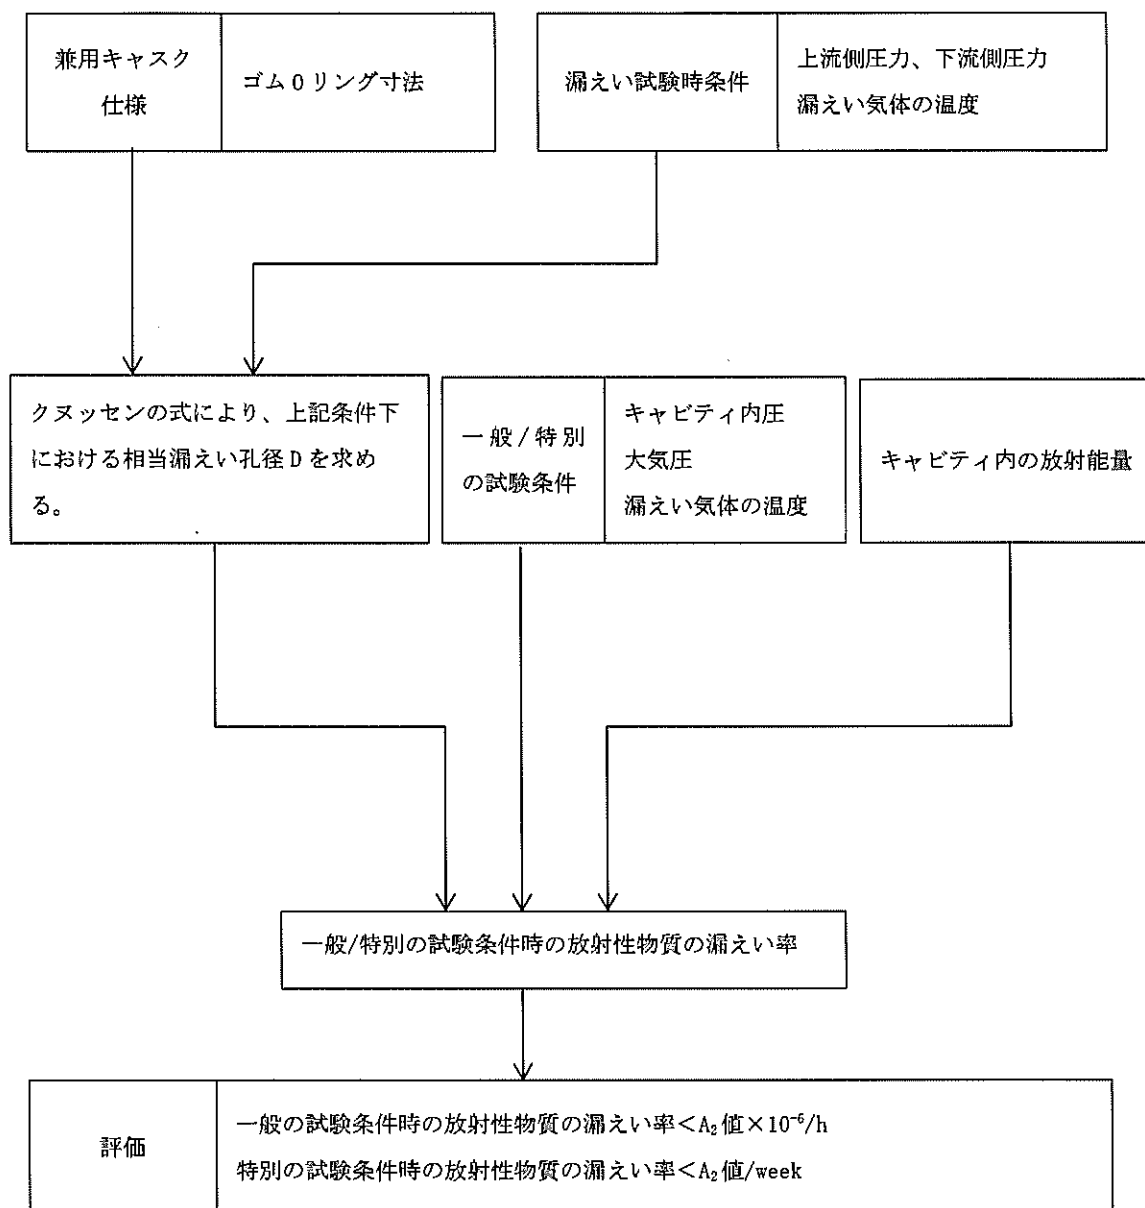 兼用キャスク
仕様
ゴムOリング寸法
漏えい試験時条件
上流側圧力、下流側圧力
漏えい気体の温度
クヌッセンの式により、上記条件下
における相当漏えい孔径Dを求め
る。
一般/特別
の試験条件
キャビティ内圧
大気圧
漏えい気体の温度
キャビティ内の放射能量
一般/特別の試験条件時の放射性物質の漏えい率
評価
一般の試験条件時の放射性物質の漏えい率<A₂値×10⁻⁶/h
特別の試験条件時の放射性物質の漏えい率<A₂値/week